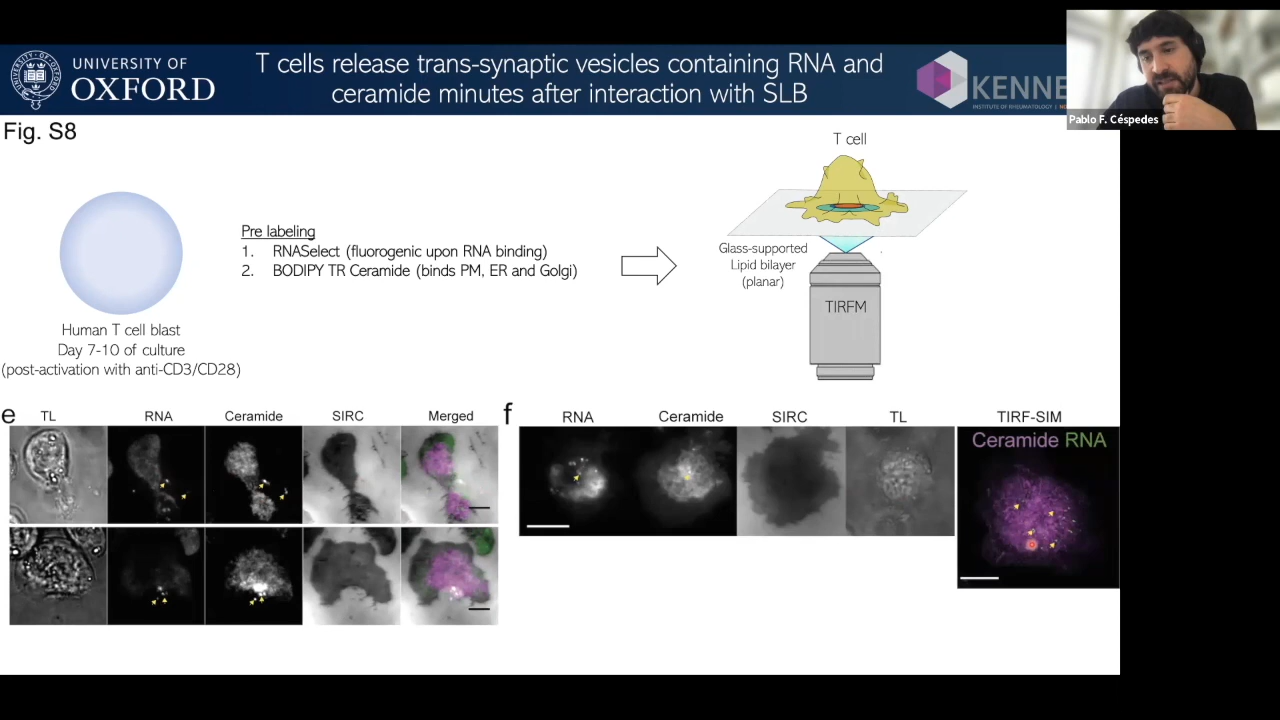 UNIVERSITY OF
OXFORD
T cells release trans-synaptic vesicles containing RNA and
ceramide minutes after interaction with SLB
KENNE
INSTITUTE OF RHEUMATOLOGY
Pablo F. Céspedes
Fig. S8
T cell
Pre labeling
1. RNASelect (fluorogenic upon RNA binding)
2. BODIPY TR Ceramide (binds PM, ER and Golgi)
Glass-supported
Lipid bilayer
(planar)
TIRFM
Human T cell blast
Day 7-10 of culture
(post-activation with anti-CD3/CD28)
e
TL RNA Ceramide SIRC Merged
f
RNA Ceramide SIRC TL TIRF-SIM
Ceramide RNA